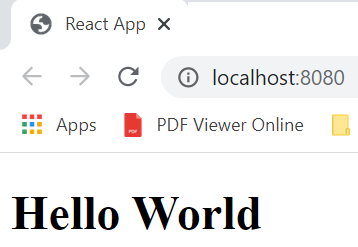 React App
localhost:8080
Apps PDF PDF Viewer Online
Hello World